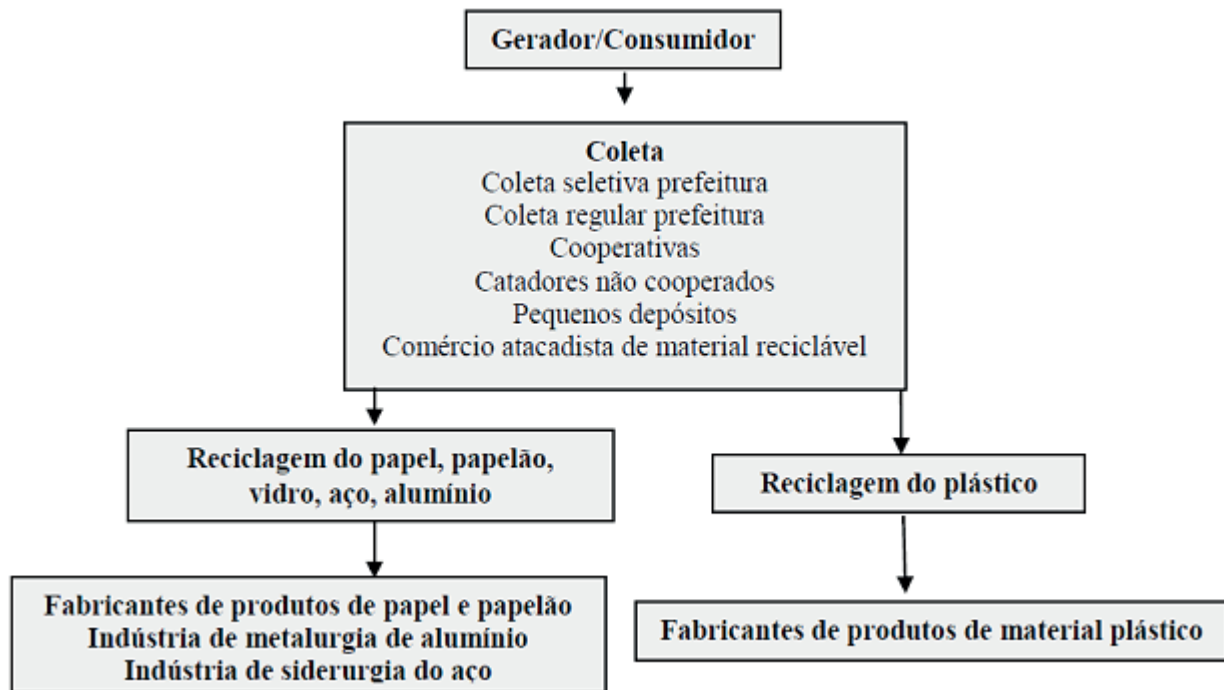 Gerador/Consumidor
Coleta
Coleta seletiva prefeitura
Coleta regular prefeitura
Cooperativas
Catadores não cooperados
Pequenos depósitos
Comércio atacadista de material reciclável
Reciclagem do papel, papelão,
vidro, aço, alumínio
Reciclagem do plástico
Fabricantes de produtos de papel e papelão
Indústria de metalurgia de alumínio
Indústria de siderurgia do aço
Fabricantes de produtos de material plástico